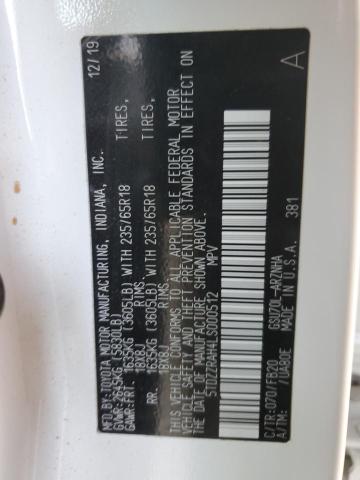 MFD.BY:TOYOTA MOTOR MANUFACTURING, INDIANA, INC. 12/19
GVWR:2645KG (5830LB)
GAWR:FRT. 1635KG (3605LB) WITH 235/65R18 TIRES,
18X8J RIMS,
RR. 1635KG (3605LB) WITH 235/65R18 TIRES,
18X8J RIMS.
THIS VEHICLE CONFORMS TO ALL APPLICABLE FEDERAL MOTOR
VEHICLE SAFETY AND THEFT PREVENTION STANDARDS IN EFFECT ON
THE DATE OF MANUFACTURE SHOWN ABOVE.
5TDZZRAH4LS000512 MPV
C/TR:070/FB20 GSU70L-ARZNHA A
A/TM: /UA80E MADE IN U.S.A. 381